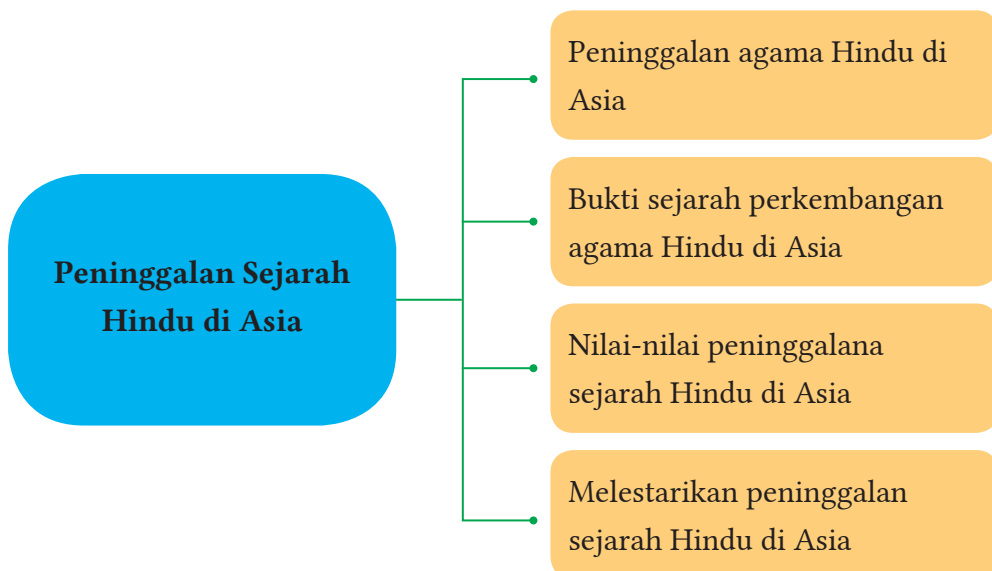 Peninggalan Sejarah
Hindu di Asia
Peninggalan agama Hindu di
Asia
Bukti sejarah perkembangan
agama Hindu di Asia
Nilai-nilai peninggalana
sejarah Hindu di Asia
Melestarikan peninggalan
sejarah Hindu di Asia